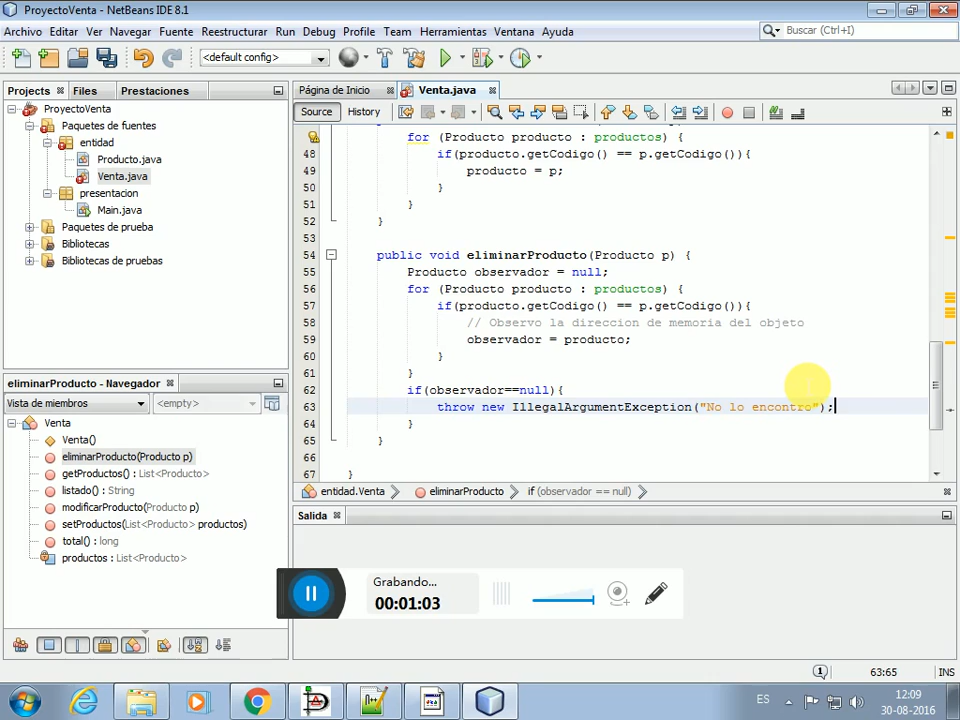 ProyectoVenta - NetBeans IDE 8.1
Archivo Editar Ver Navegar Fuente Reestructurar Run Debug Profile Team Herramientas Ventana Ayuda
Buscar (Ctrl+I)
<default config>
Projects Files Prestaciones
ProyectoVenta
Paquetes de fuentes
entidad
Producto.java
Venta.java
presentacion
Main.java
Paquetes de prueba
Bibliotecas
Bibliotecas de pruebas
eliminarProducto - Navegador
Vista de miembros <empty>
Venta
Venta()
eliminarProducto(Producto p)
getProductos() : List<Producto>
listado() : String
modificarProducto(Producto p)
setProductos(List<Producto> productos)
total() : long
productos : List<Producto>
Página de Inicio Venta.java
Source History
for (Producto producto : productos) {
48 if(producto.getCodigo() == p.getCodigo()){
49 producto = p;
50 }
51 }
52 }
53
54 public void eliminarProducto(Producto p) {
55 Producto observador = null;
56 for (Producto producto : productos) {
57 if(producto.getCodigo() == p.getCodigo()){
58 // Observo la direccion de memoria del objeto
59 observador = producto;
60 }
61 }
62 if(observador==null){
63 throw new IllegalArgumentException("No lo encontro");
64 }
65 }
66
67 }
entidad.Venta eliminarProducto if (observador == null)
Salida
Grabando...
00:01:03
63:65 INS
ES
12:09
30-08-2016